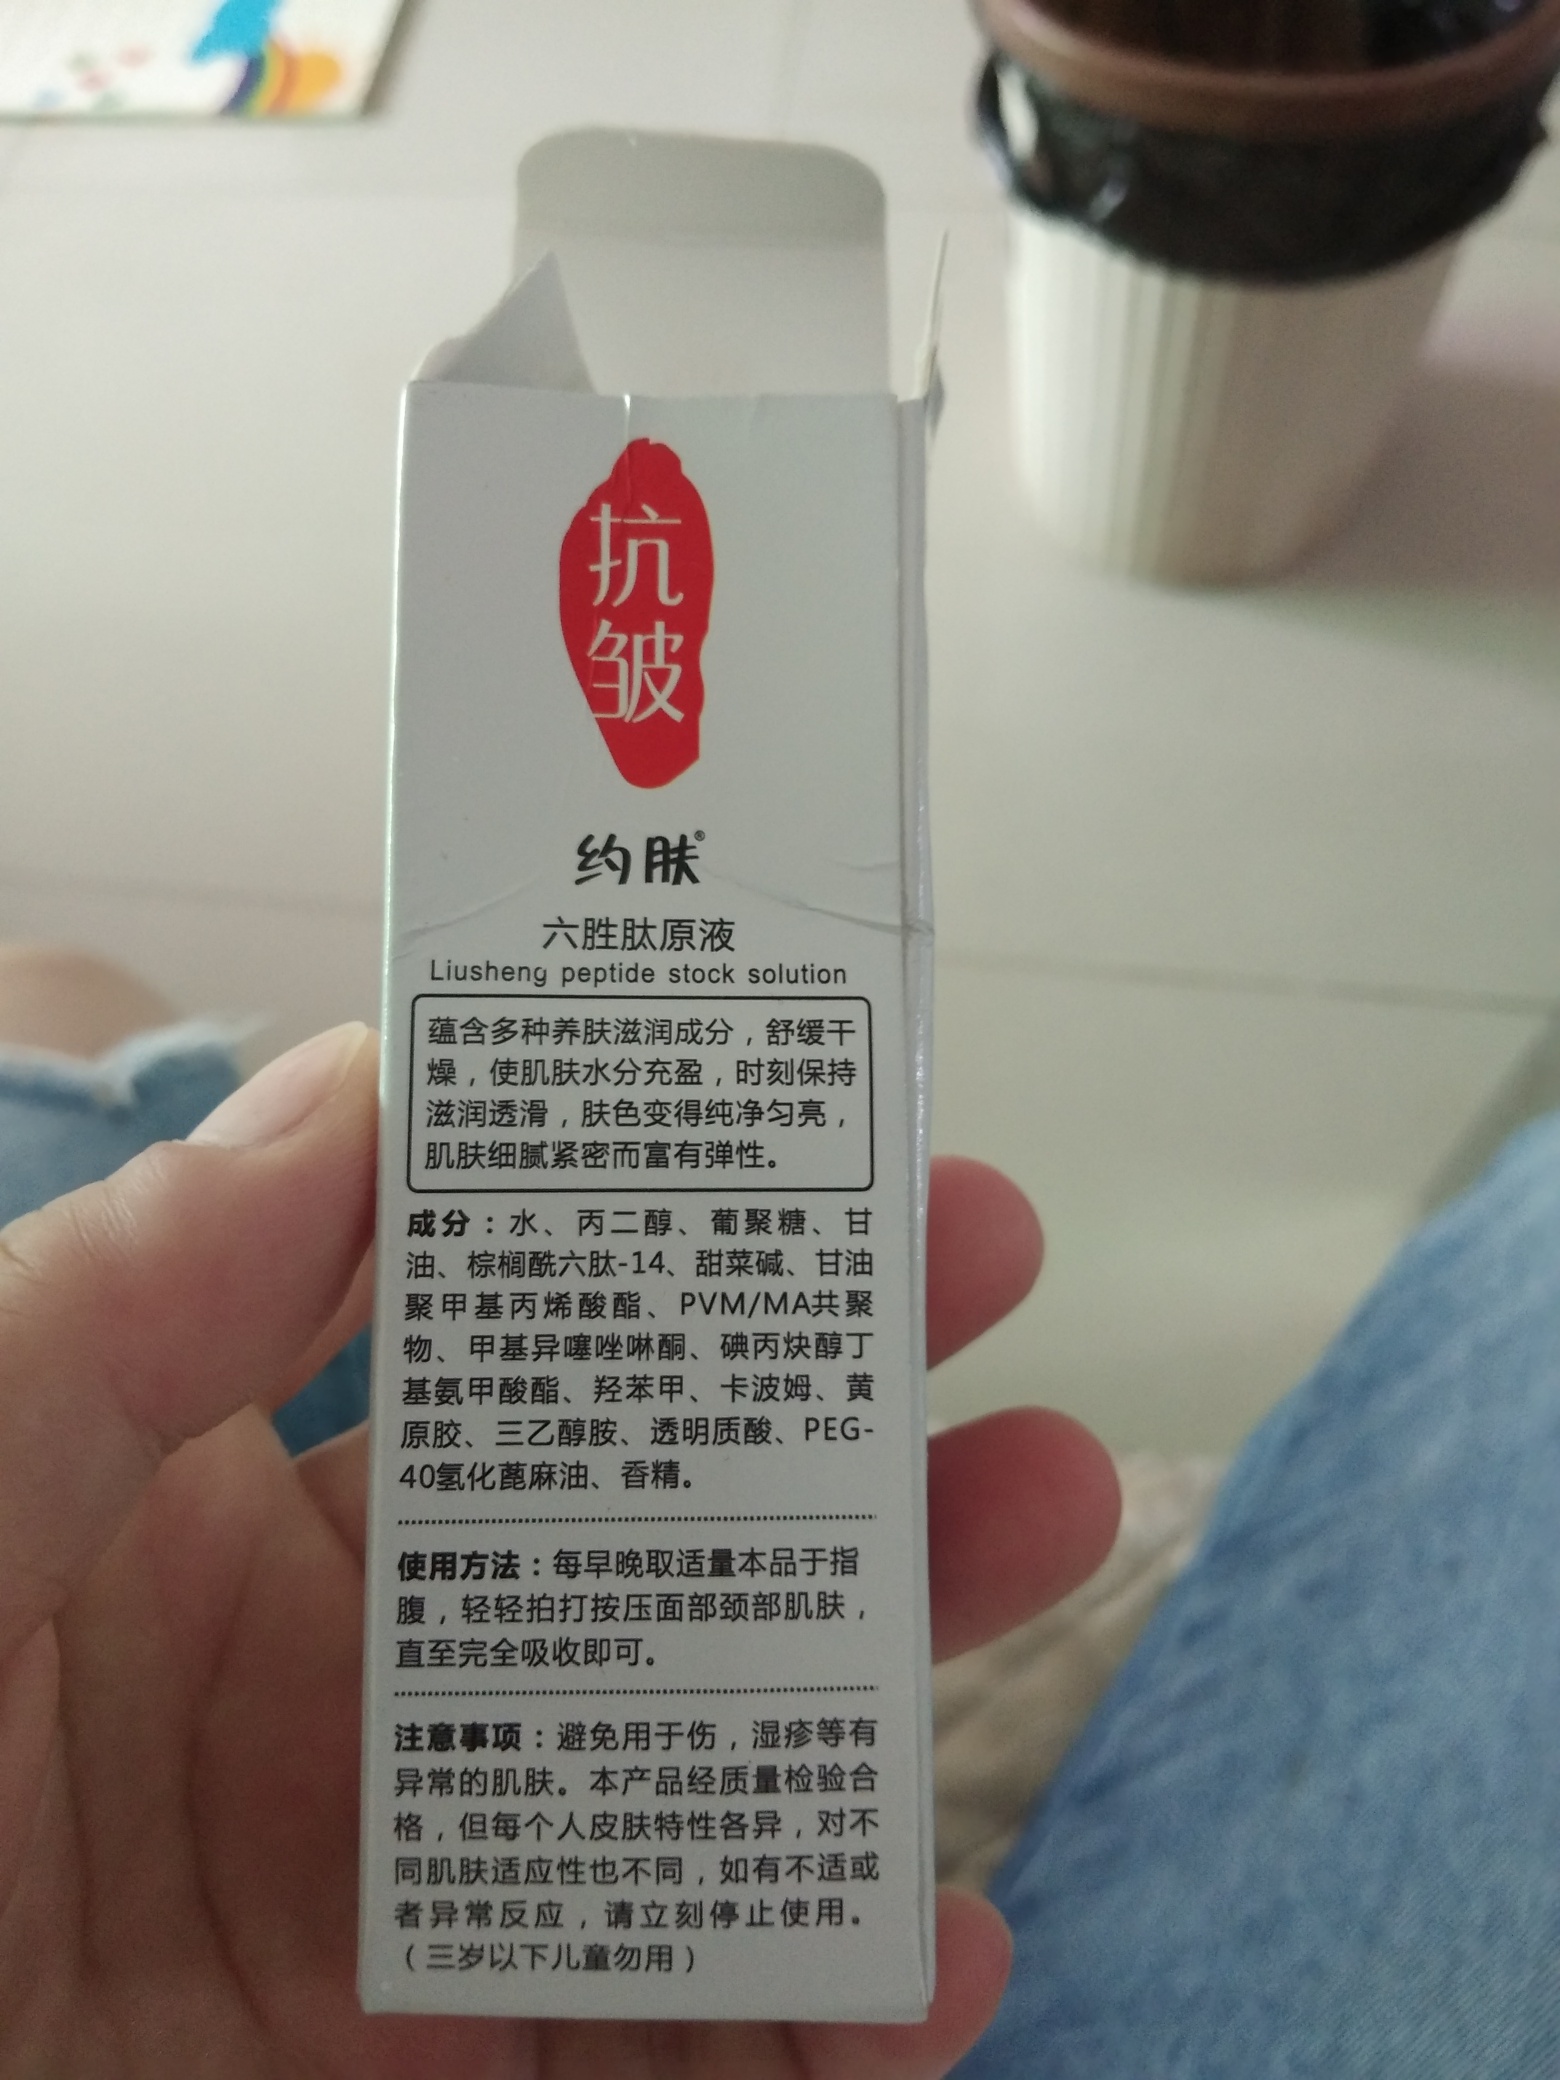 抗
皱
约肤®
六胜肽原液
Liusheng peptide stock solution
蕴含多种养肤滋润成分，舒缓干
燥，使肌肤水分充盈，时刻保持
滋润透滑，肤色变得纯净匀亮，
肌肤细腻紧密而富有弹性。
成分：水、丙二醇、葡聚糖、甘
油、棕榈酰六肽-14、甜菜碱、甘油
聚甲基丙烯酸酯、PVM/MA共聚
物、甲基异噻唑啉酮、碘丙炔醇丁
基氨甲酸酯、羟苯甲、卡波姆、黄
原胶、三乙醇胺、透明质酸、PEG-
40氢化蓖麻油、香精。
使用方法：每早晚取适量本品于指
腹，轻轻拍打按压面部颈部肌肤，
直至完全吸收即可。
注意事项：避免用于伤，湿疹等有
异常的肌肤。本产品经质量检验合
格，但每个人皮肤特性各异，对不
同肌肤适应性也不同，如有不适或
者异常反应，请立刻停止使用。
（三岁以下儿童勿用）